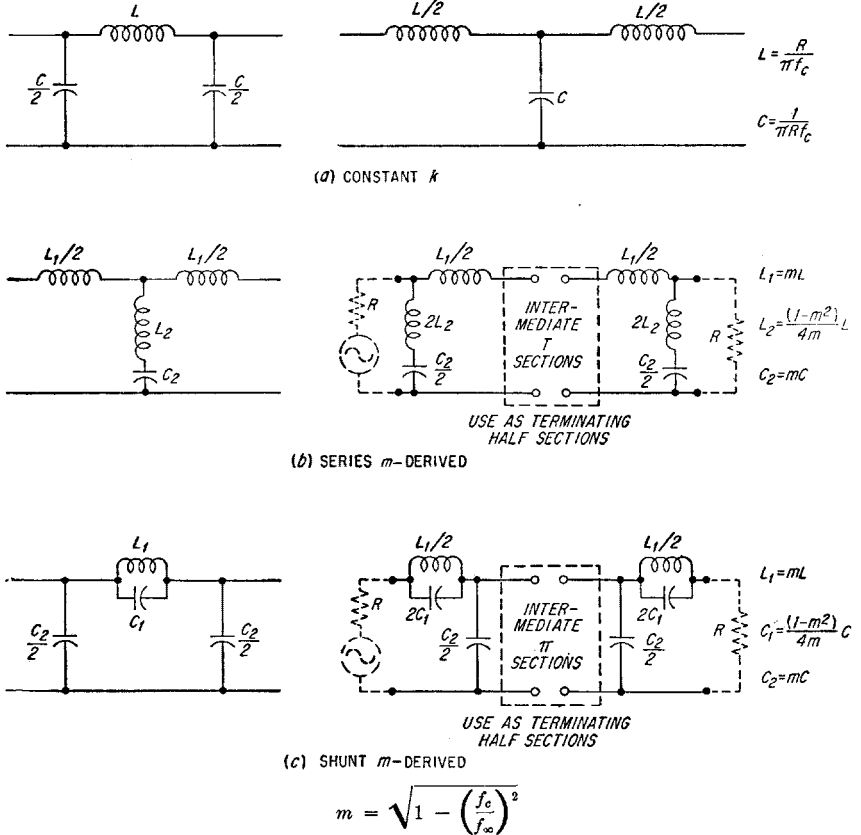 L
C/2
C/2
L/2
L/2
C
L = R/πf_c
C = 1/πRf_c
(a) CONSTANT k
L₁/2
L₁/2
L₂
C₂
R
L₁/2
2L₂
C₂/2
INTER-
MEDIATE
T
SECTIONS
L₁/2
2L₂
C₂/2
R
L₁=mL
L₂=(1-m²)/4m L
C₂=mC
USE AS TERMINATING
HALF SECTIONS
(b) SERIES m-DERIVED
L₁
C₁
C₂/2
C₂/2
R
L₁/2
2C₁
C₂/2
INTER-
MEDIATE
π
SECTIONS
L₁/2
2C₁
C₂/2
R
L₁=mL
C₁=(1-m²)/4m C
C₂=mC
USE AS TERMINATING
HALF SECTIONS
(c) SHUNT m-DERIVED
m = √(1 − (f_c/f_∞)²)